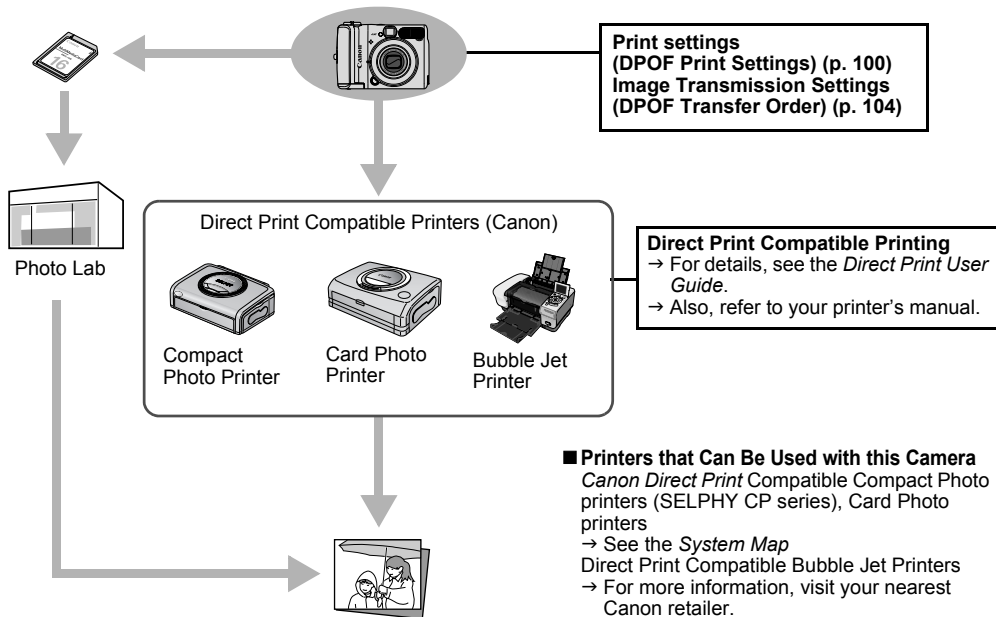 Print settings
(DPOF Print Settings) (p. 100)
Image Transmission Settings
(DPOF Transfer Order) (p. 104)
Canon
16
Photo Lab
Direct Print Compatible Printers (Canon)
Compact
Photo Printer
Card Photo
Printer
Bubble Jet
Printer
Direct Print Compatible Printing
→ For details, see the Direct Print User
Guide.
→ Also, refer to your printer's manual.
■ Printers that Can Be Used with this Camera
Canon Direct Print Compatible Compact Photo
printers (SELPHY CP series), Card Photo
printers
→ See the System Map
Direct Print Compatible Bubble Jet Printers
→ For more information, visit your nearest
Canon retailer.